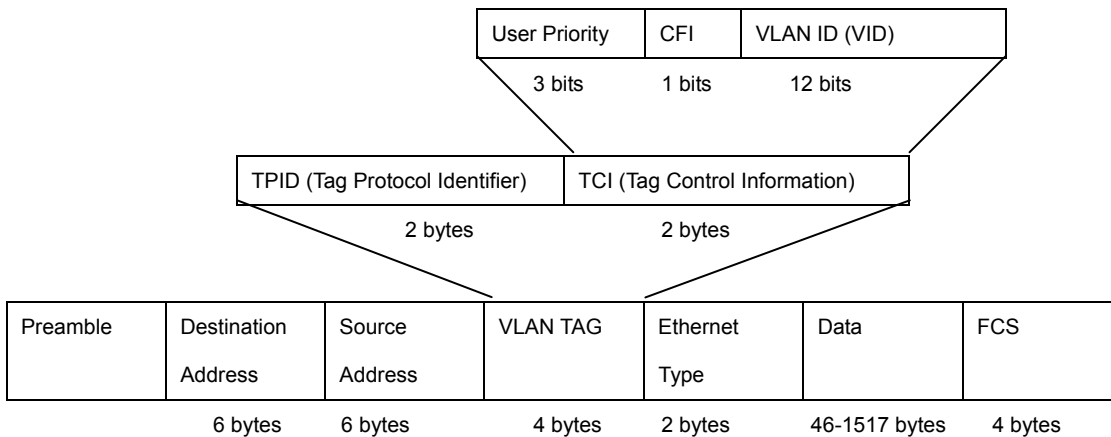 User Priority CFI VLAN ID (VID)
3 bits 1 bits 12 bits
TPID (Tag Protocol Identifier) TCI (Tag Control Information)
2 bytes 2 bytes
Preamble Destination Source VLAN TAG Ethernet Data FCS
Address Address Type
6 bytes 6 bytes 4 bytes 2 bytes 46-1517 bytes 4 bytes